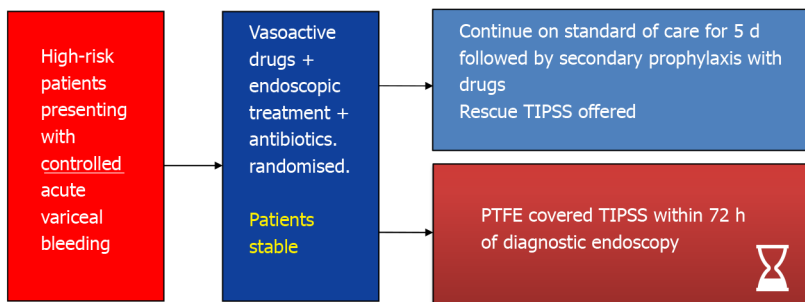 High-risk
patients
presenting
with
controlled
acute
variceal
bleeding
Vasoactive
drugs +
endoscopic
treatment +
antibiotics.
randomised.
Patients
stable
Continue on standard of care for 5 d
followed by secondary prophylaxis with
drugs
Rescue TIPSS offered
PTFE covered TIPSS within 72 h
of diagnostic endoscopy